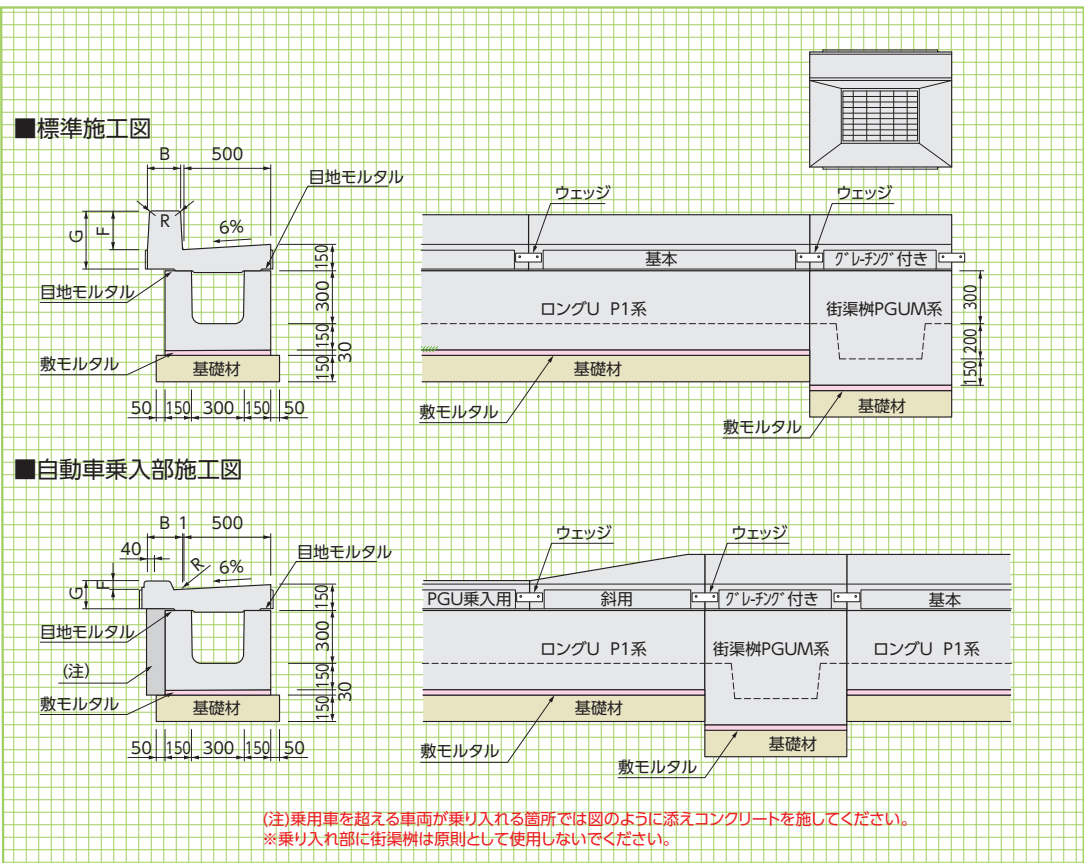 ■標準施工図
B 500
目地モルタル
G F R 6%
150
目地モルタル
300
150
敷モルタル
基礎材
150 30
50 150 300 150 50
ウェッジ ウェッジ
基本 グレーチング付き
ロングU P1系 街渠桝PGUM系
300
200
150
基礎材
敷モルタル
基礎材
敷モルタル
■自動車乗入部施工図
B 1 500
40
目地モルタル
G F R 6%
150
目地モルタル
300
(注)
150
敷モルタル
基礎材
150 30
50 150 300 150 50
ウェッジ ウェッジ
PGU乗入用 斜用 グレーチング付き 基本
ロングU P1系 街渠桝PGUM系 ロングU P1系
基礎材
敷モルタル
基礎材
敷モルタル
(注)乗用車を超える車両が乗り入れる箇所では図のように添えコンクリートを施してください。
※乗り入れ部に街渠桝は原則として使用しないでください。